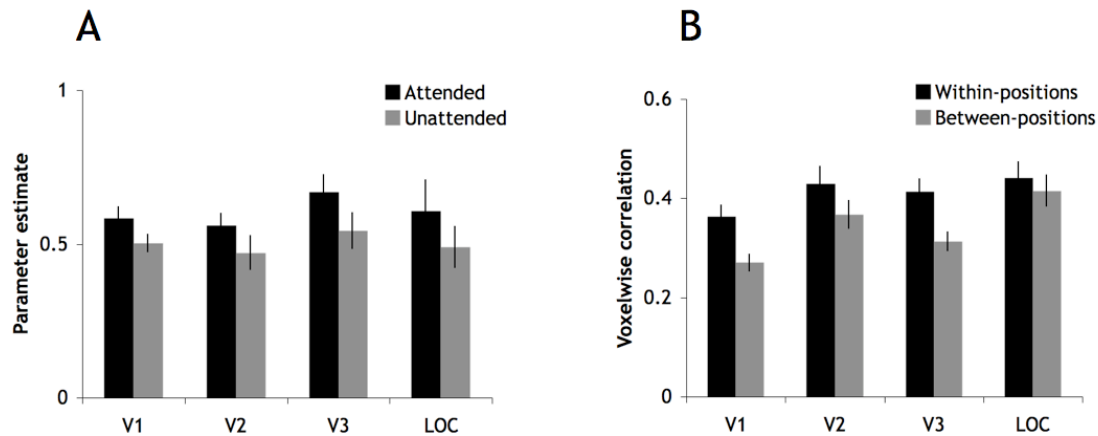 A
Parameter estimate
1
0.5
0
Attended
Unattended
V1 V2 V3 LOC
B
Voxelwise correlation
0.6
0.4
0.2
0
Within-positions
Between-positions
V1 V2 V3 LOC